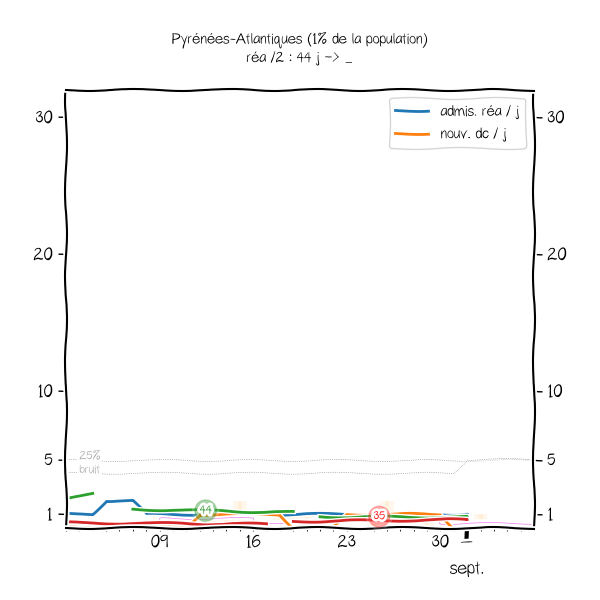 Pyrénées-Atlantiques (1% de la population)
réa /2 : 44 j -> _
30
30
admis. réa / j
nouv. dc / j
20
20
10
10
25%
5
5
bruit
44
35
1
1
09
16
23
30
sept.